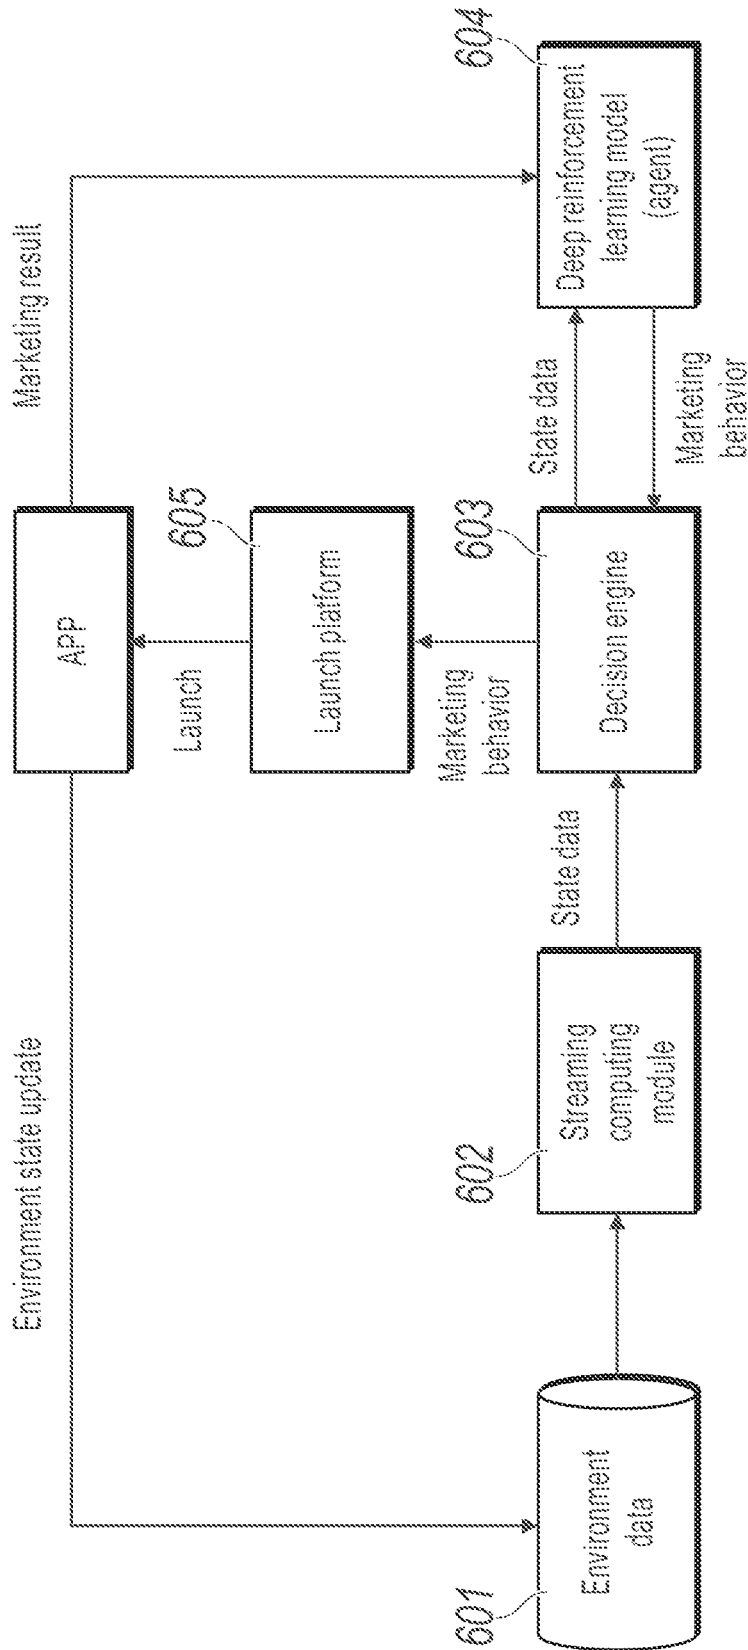 Environment state update
Marketing result
APP
Launch
605
Launch platform
Marketing
behavior
601
Environment
data
602
Streaming
computing
module
State data
603
Decision engine
State data
Marketing
behavior
604
Deep reinforcement
learning model
(agent)